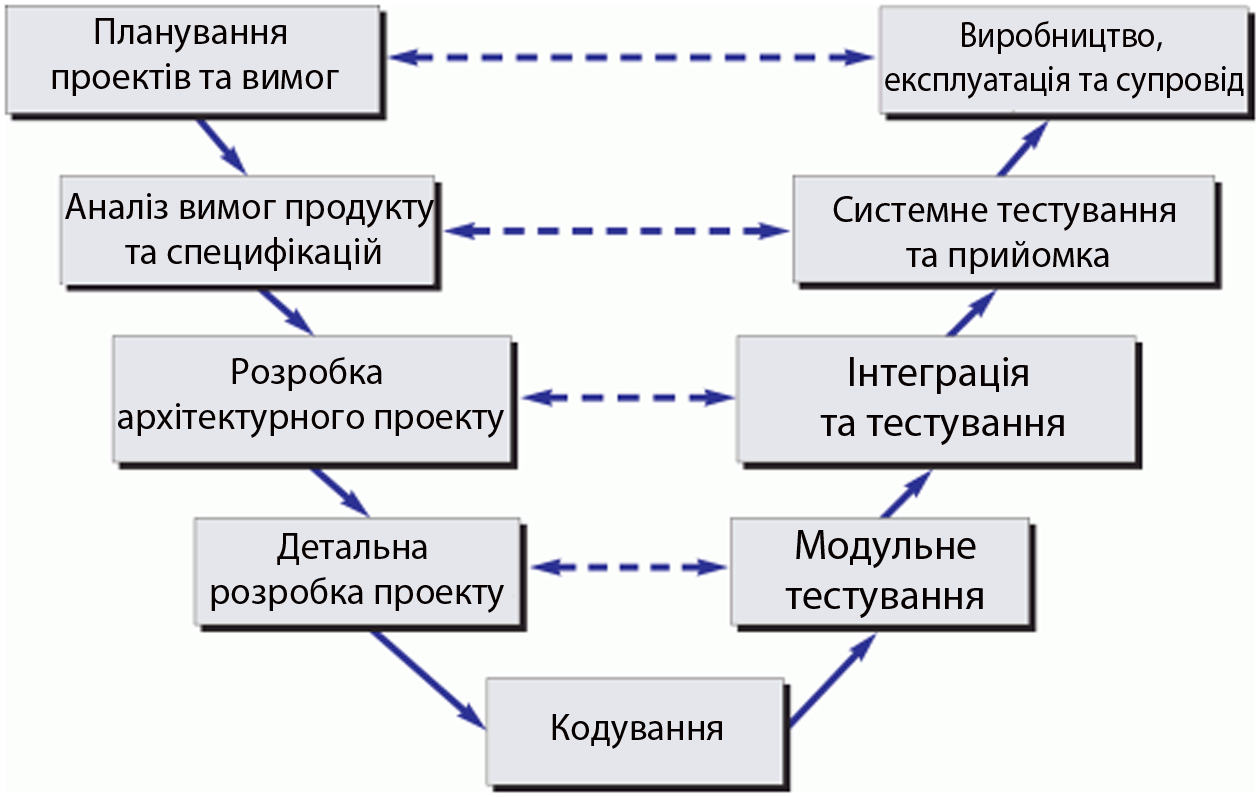 Планування
проектів та вимог
Виробництво,
експлуатація та супровід
Аналіз вимог продукту
та специфікацій
Системне тестування
та прийомка
Розробка
архітектурного проекту
Інтеграція
та тестування
Детальна
розробка проекту
Модульне
тестування
Кодування